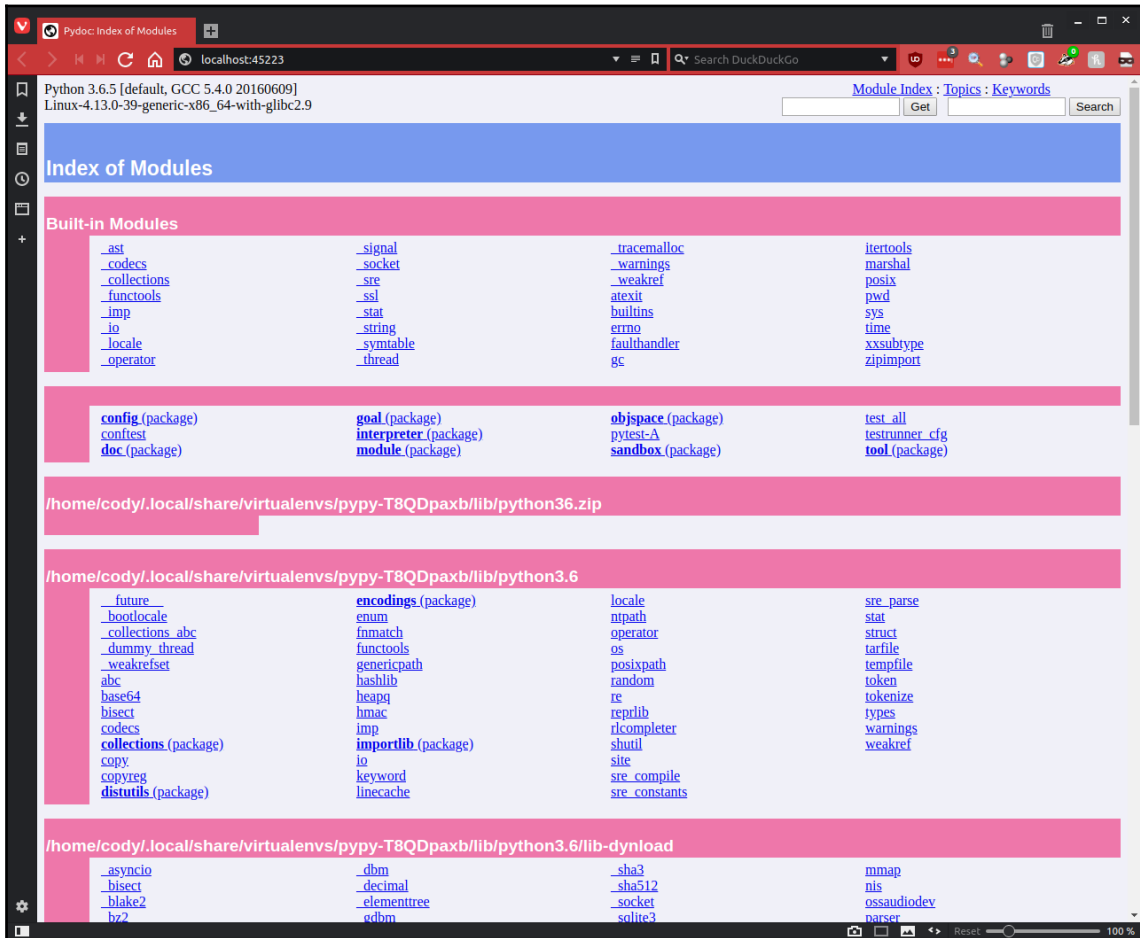 Pydoc: Index of Modules
localhost:45223
Search DuckDuckGo
3
0
Python 3.6.5 [default, GCC 5.4.0 20160609]
Linux-4.13.0-39-generic-x86_64-with-glibc2.9
Module Index : Topics : Keywords
Get Search
Index of Modules
Built-in Modules
_ast _signal _tracemalloc itertools
_codecs _socket _warnings marshal
_collections _sre _weakref posix
_functools _ssl atexit pwd
_imp _stat builtins sys
_io _string errno time
_locale _symtable faulthandler xxsubtype
_operator _thread gc zipimport
config (package) goal (package) objspace (package) test_all
conftest interpreter (package) pytest-A testrunner_cfg
doc (package) module (package) sandbox (package) tool (package)
/home/cody/.local/share/virtualenvs/pypy-T8QDpaxb/lib/python36.zip
/home/cody/.local/share/virtualenvs/pypy-T8QDpaxb/lib/python3.6
__future__ encodings (package) locale sre_parse
_bootlocale enum ntpath stat
_collections_abc fnmatch operator struct
_dummy_thread functools os tarfile
_weakrefset genericpath posixpath tempfile
abc hashlib random token
base64 heapq re tokenize
bisect hmac reprlib types
codecs imp rlcompleter warnings
collections (package) importlib (package) shutil weakref
copy io site
copyreg keyword sre_compile
distutils (package) linecache sre_constants
/home/cody/.local/share/virtualenvs/pypy-T8QDpaxb/lib/python3.6/lib-dynload
_asyncio _dbm _sha3 mmap
_bisect _decimal _sha512 nis
_blake2 _elementtree _socket ossaudiodev
_bz2 _gdbm _sqlite3 parser
Reset 100 %